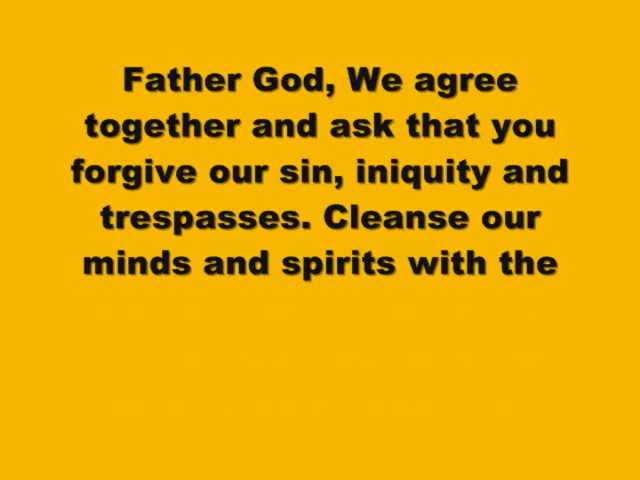 Father God, We agree
together and ask that you
forgive our sin, iniquity and
trespasses. Cleanse our
minds and spirits with the